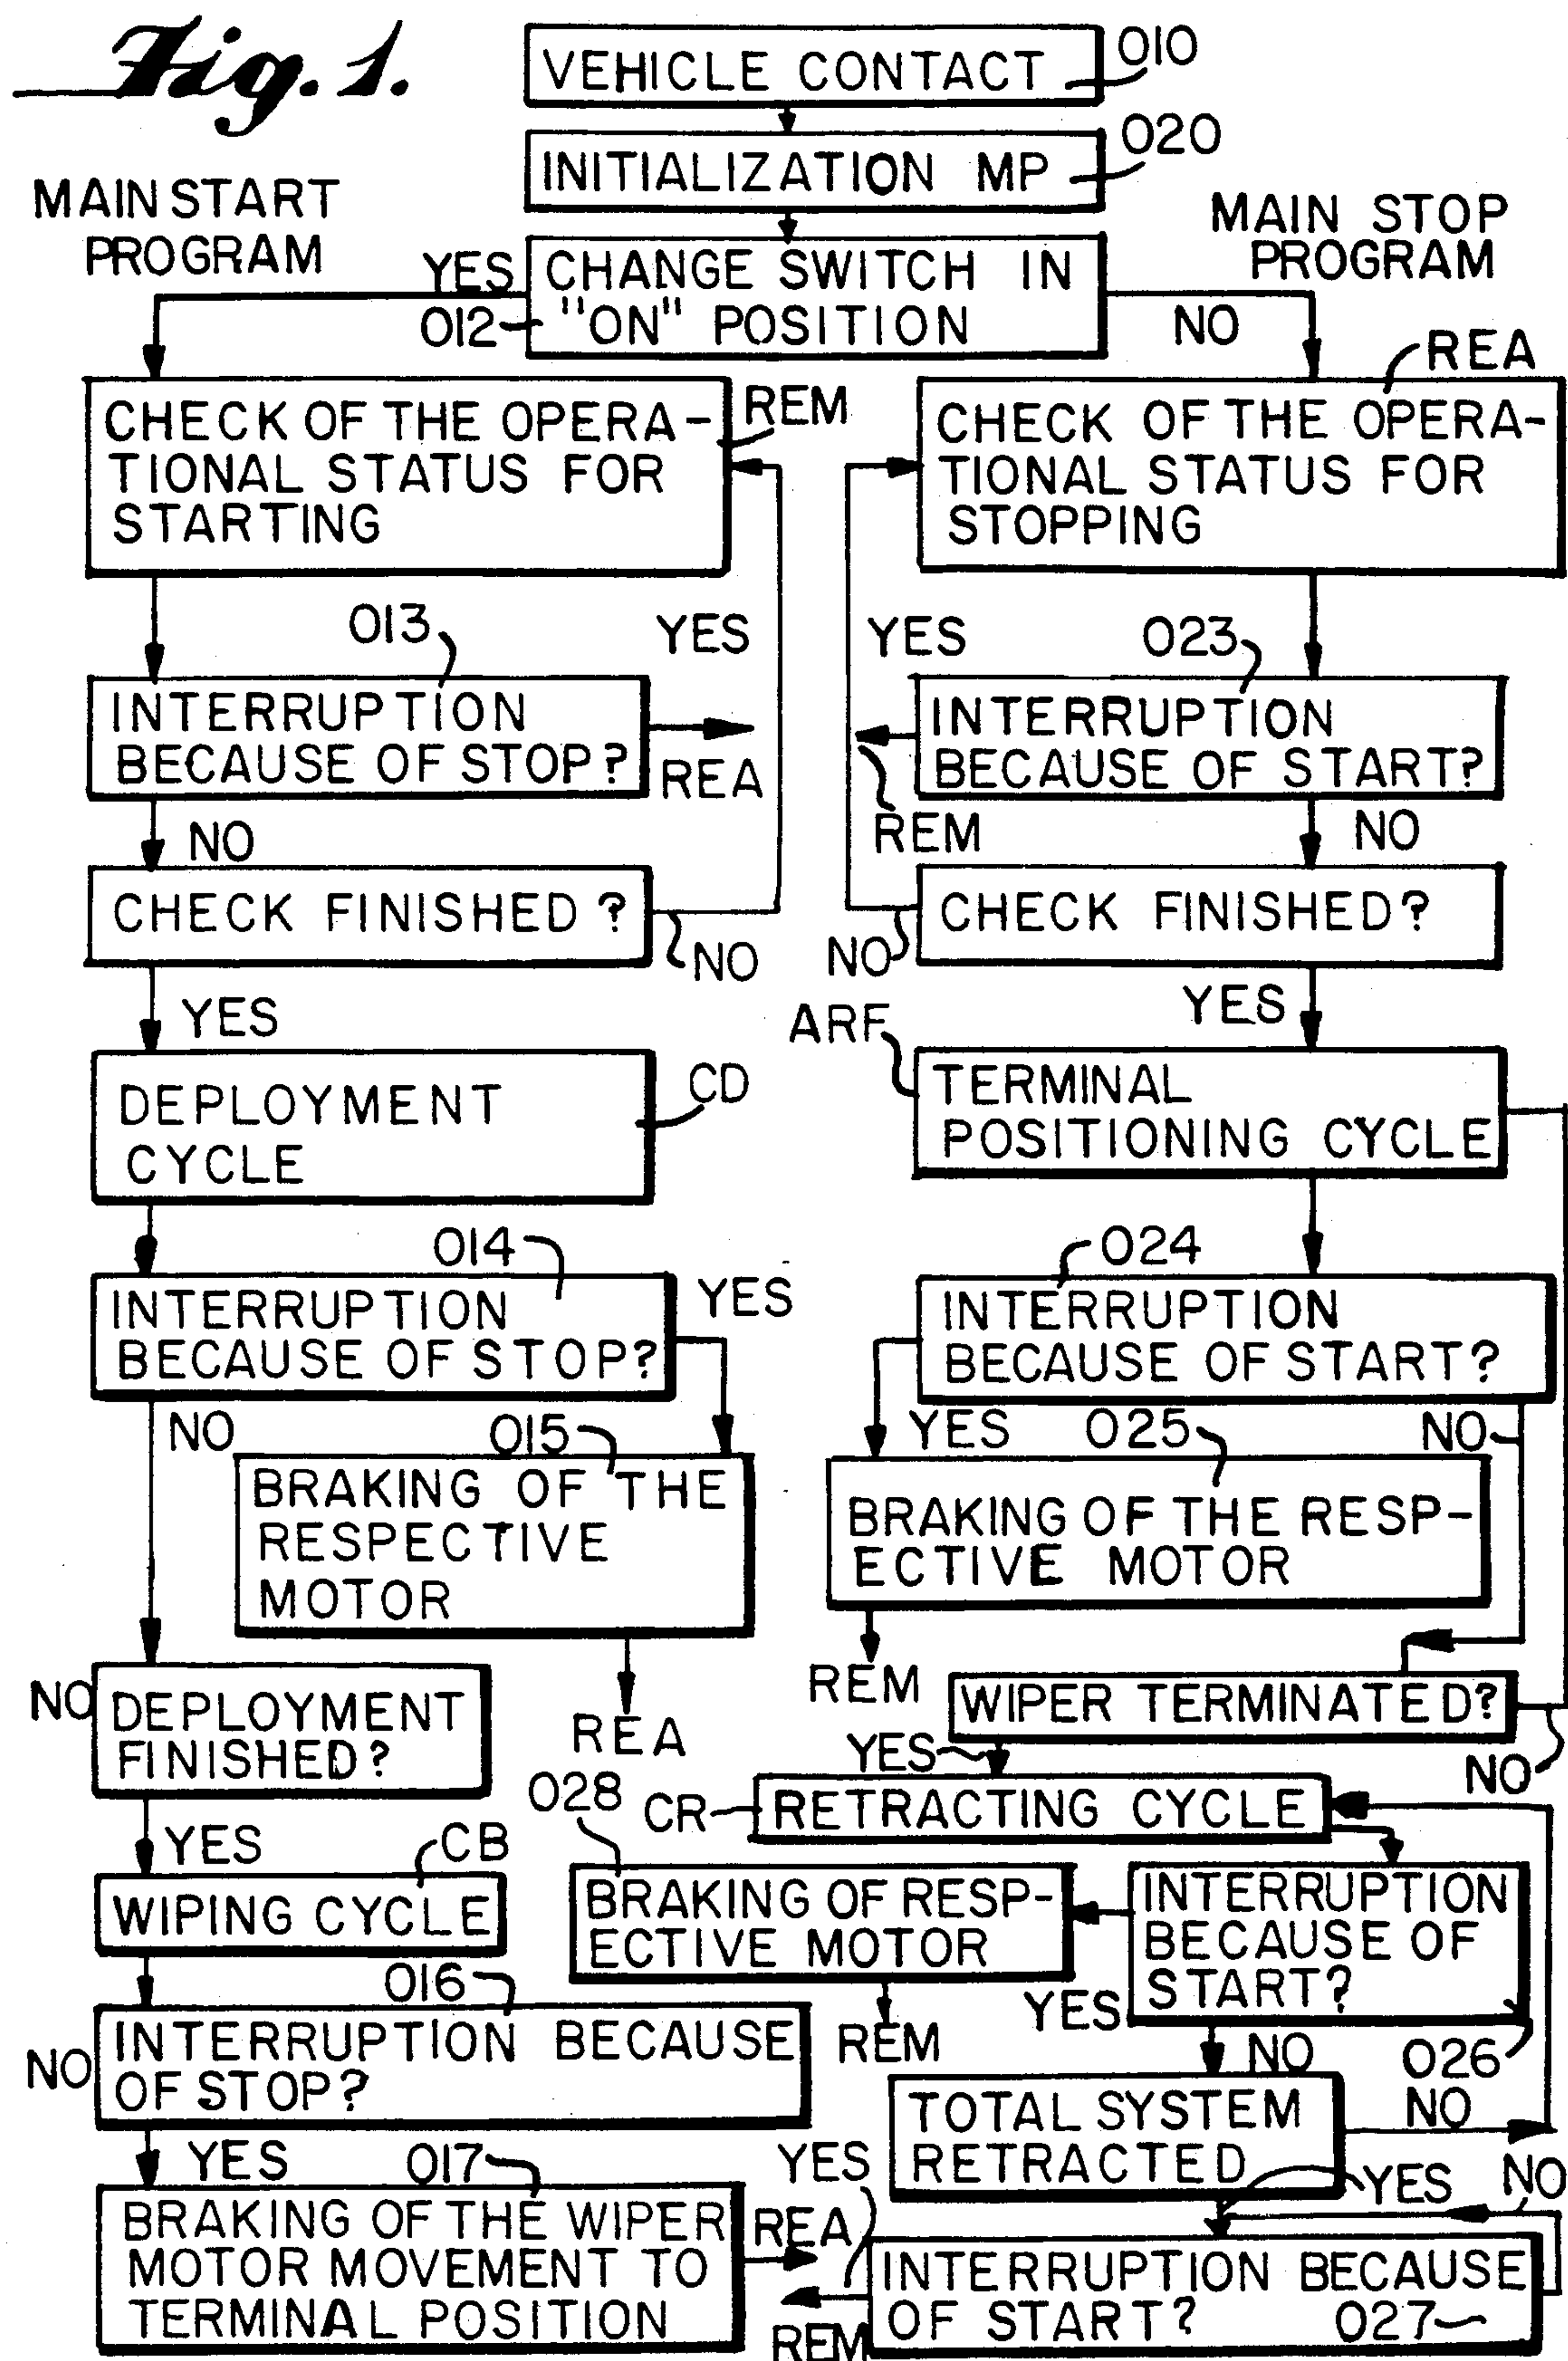 Fig. 1.
VEHICLE CONTACT
010
INITIALIZATION MP
020
MAIN START
PROGRAM
MAIN STOP
PROGRAM
YES
CHANGE SWITCH IN
"ON" POSITION
012
NO
REA
CHECK OF THE OPERA-
TIONAL STATUS FOR
STARTING
REM
CHECK OF THE OPERA-
TIONAL STATUS FOR
STOPPING
013
YES
YES
023
INTERRUPTION
BECAUSE OF STOP?
REA
INTERRUPTION
BECAUSE OF START?
REM
NO
NO
CHECK FINISHED?
NO
NO
CHECK FINISHED?
YES
ARF
YES
DEPLOYMENT
CYCLE
CD
TERMINAL
POSITIONING CYCLE
014
024
INTERRUPTION
BECAUSE OF STOP?
YES
INTERRUPTION
BECAUSE OF START?
NO
015
YES
025
NO
BRAKING OF THE
RESPECTIVE
MOTOR
BRAKING OF THE RESP-
ECTIVE MOTOR
REM
NO
DEPLOYMENT
FINISHED?
REA
WIPER TERMINATED?
YES
NO
028
CR
RETRACTING CYCLE
YES
CB
WIPING CYCLE
BRAKING OF RESP-
ECTIVE MOTOR
INTERRUPTION
BECAUSE OF
START?
016
YES
REM
NO
026
NO
INTERRUPTION BECAUSE
OF STOP?
TOTAL SYSTEM
RETRACTED
NO
YES
017
YES
YES
NO
BRAKING OF THE WIPER
MOTOR MOVEMENT TO
TERMINAL POSITION
REA
REM
INTERRUPTION BECAUSE
OF START?
027